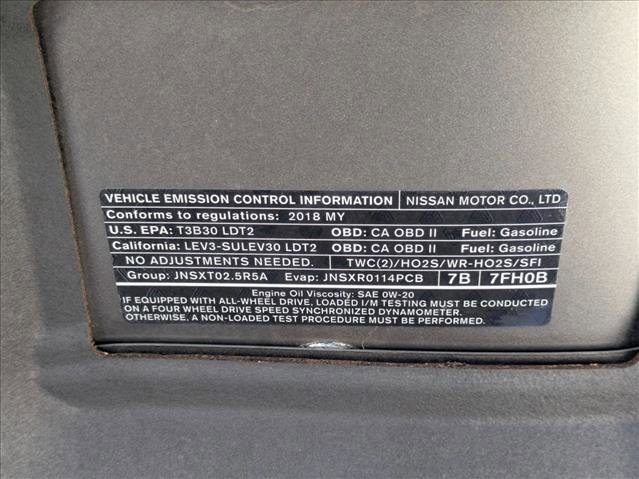 VEHICLE EMISSION CONTROL INFORMATION NISSAN MOTOR CO., LTD
Conforms to regulations: 2018 MY
U.S. EPA: T3B30 LDT2 OBD: CA OBD II Fuel: Gasoline
California: LEV3-SULEV30 LDT2 OBD: CA OBD II Fuel: Gasoline
NO ADJUSTMENTS NEEDED. TWC(2)/HO2S/WR-HO2S/SFI
Group: JNSXT02.5R5A Evap: JNSXR0114PCB 7B 7FH0B
Engine Oil Viscosity: SAE 0W-20
IF EQUIPPED WITH ALL-WHEEL DRIVE, LOADED I/M TESTING MUST BE CONDUCTED
ON A FOUR WHEEL DRIVE SPEED SYNCHRONIZED DYNAMOMETER.
OTHERWISE, A NON-LOADED TEST PROCEDURE MUST BE PERFORMED.